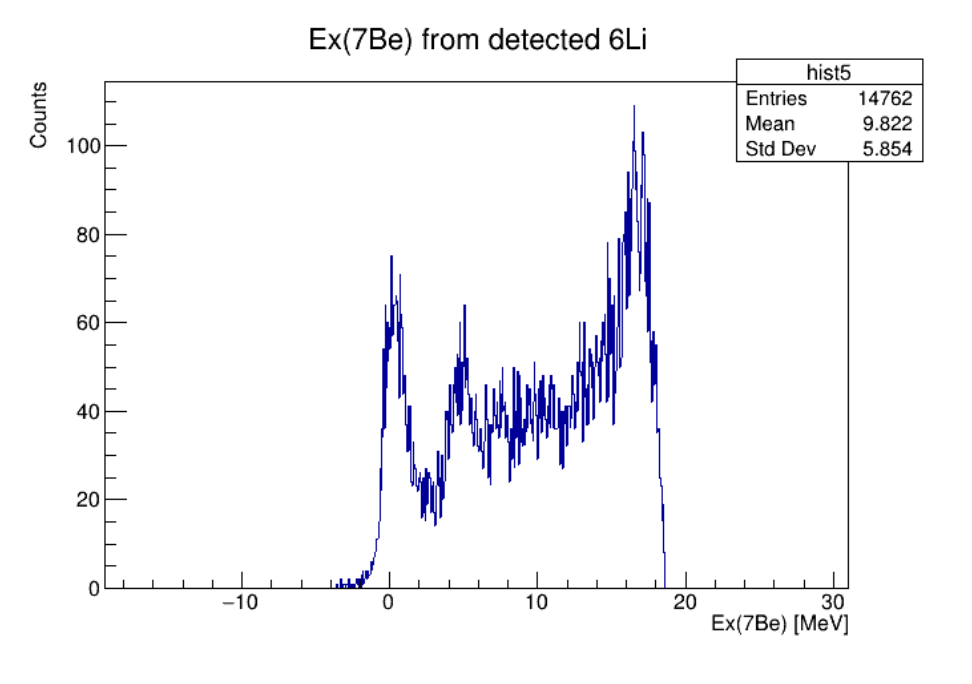 Ex(7Be) from detected 6Li
hist5
Entries 14762
Mean 9.822
Std Dev 5.854
Counts
100
80
60
40
20
0
−10 0 10 20 30
Ex(7Be) [MeV]